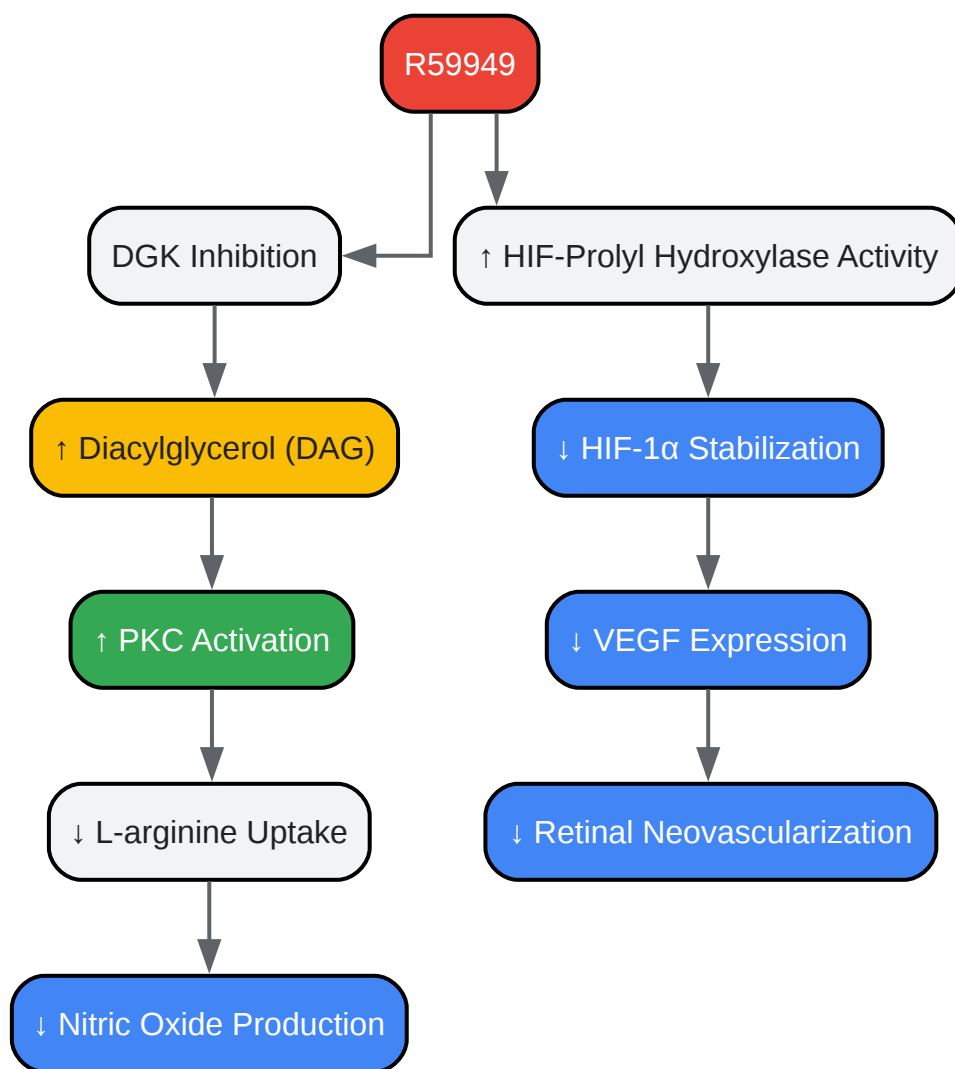 R59949
DGK Inhibition
↑ HIF-Prolyl Hydroxylase Activity
↑ Diacylglycerol (DAG)
↓ HIF-1α Stabilization
↑ PKC Activation
↓ VEGF Expression
↓ L-arginine Uptake
↓ Retinal Neovascularization
↓ Nitric Oxide Production